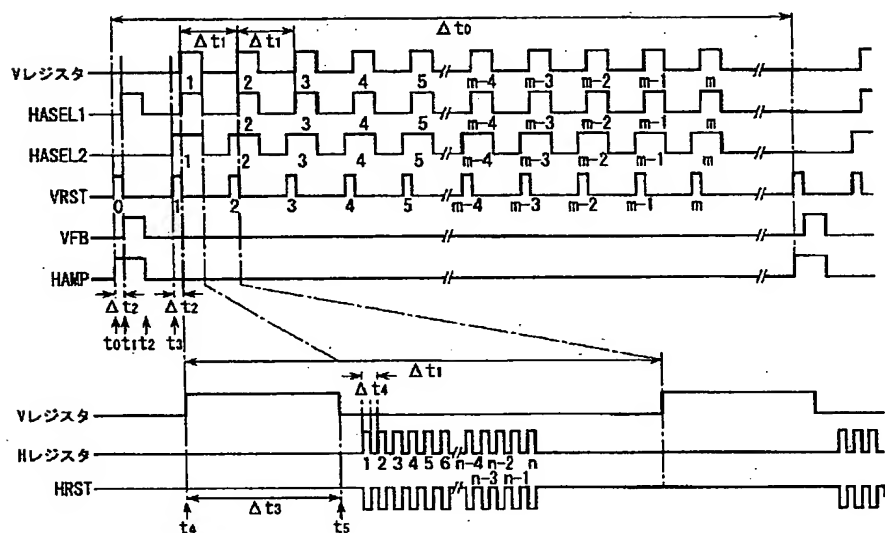 Δt0
Δt1 Δt1
Vレジスタ 1 2 3 4 5 m-4 m-3 m-2 m-1 m
HASEL1 2 3 4 5 m-4 m-3 m-2 m-1 m
HASEL2 1 2 3 4 5 m-4 m-3 m-2 m-1 m
VRST 0 1 2 3 4 5 m-4 m-3 m-2 m-1 m
VFB
HAMP
Δt2 Δt2
t0 t1 t2 t3
Δt1
Δt4
Vレジスタ
Hレジスタ 1 2 3 4 5 6 n-4 n-2 n
n-3 n-1
HRST
Δt3
t4 t5